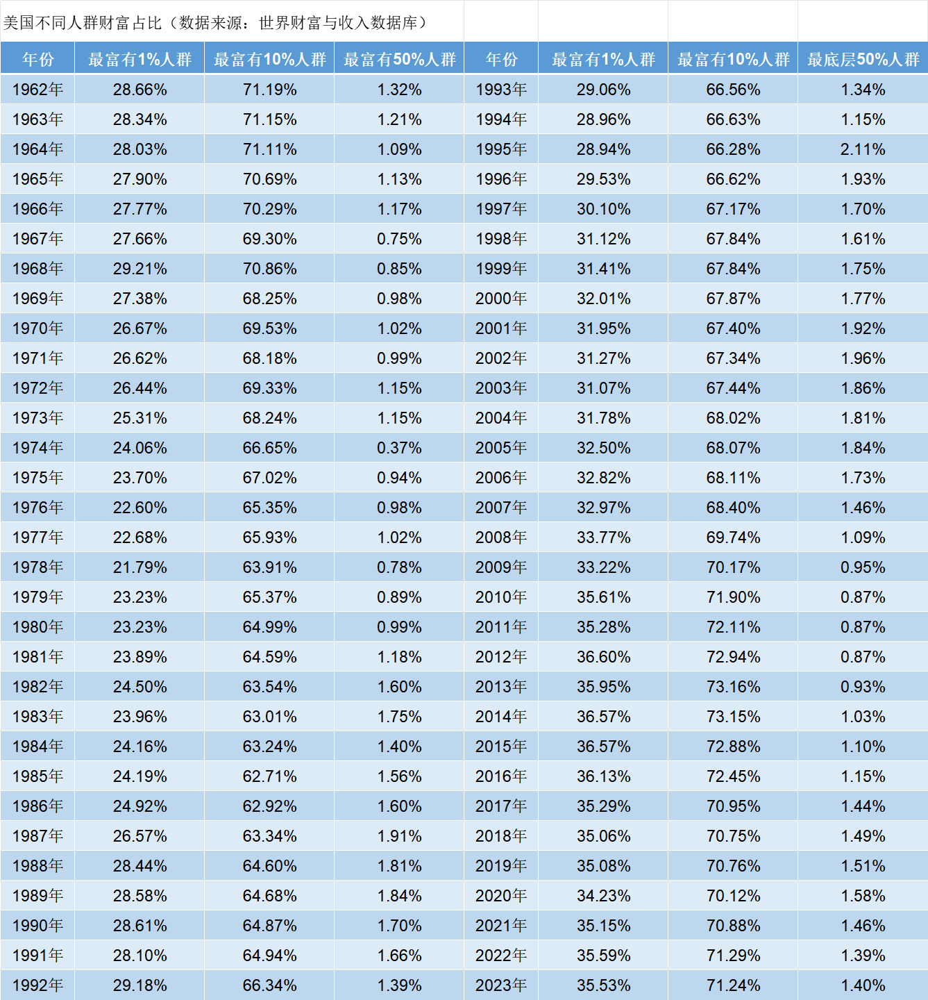 美国不同人群财富占比（数据来源：世界财富与收入数据库）
年份 最富有1%人群 最富有10%人群 最富有50%人群 年份 最富有1%人群 最富有10%人群 最底层50%人群
1962年 28.66% 71.19% 1.32% 1993年 29.06% 66.56% 1.34%
1963年 28.34% 71.15% 1.21% 1994年 28.96% 66.63% 1.15%
1964年 28.03% 71.11% 1.09% 1995年 28.94% 66.28% 2.11%
1965年 27.90% 70.69% 1.13% 1996年 29.53% 66.62% 1.93%
1966年 27.77% 70.29% 1.17% 1997年 30.10% 67.17% 1.70%
1967年 27.66% 69.30% 0.75% 1998年 31.12% 67.84% 1.61%
1968年 29.21% 70.86% 0.85% 1999年 31.41% 67.84% 1.75%
1969年 27.38% 68.25% 0.98% 2000年 32.01% 67.87% 1.77%
1970年 26.67% 69.53% 1.02% 2001年 31.95% 67.40% 1.92%
1971年 26.62% 68.18% 0.99% 2002年 31.27% 67.34% 1.96%
1972年 26.44% 69.33% 1.15% 2003年 31.07% 67.44% 1.86%
1973年 25.31% 68.24% 1.15% 2004年 31.78% 68.02% 1.81%
1974年 24.06% 66.65% 0.37% 2005年 32.50% 68.07% 1.84%
1975年 23.70% 67.02% 0.94% 2006年 32.82% 68.11% 1.73%
1976年 22.60% 65.35% 0.98% 2007年 32.97% 68.40% 1.46%
1977年 22.68% 65.93% 1.02% 2008年 33.77% 69.74% 1.09%
1978年 21.79% 63.91% 0.78% 2009年 33.22% 70.17% 0.95%
1979年 23.23% 65.37% 0.89% 2010年 35.61% 71.90% 0.87%
1980年 23.23% 64.99% 0.99% 2011年 35.28% 72.11% 0.87%
1981年 23.89% 64.59% 1.18% 2012年 36.60% 72.94% 0.87%
1982年 24.50% 63.54% 1.60% 2013年 35.95% 73.16% 0.93%
1983年 23.96% 63.01% 1.75% 2014年 36.57% 73.15% 1.03%
1984年 24.16% 63.24% 1.40% 2015年 36.57% 72.88% 1.10%
1985年 24.19% 62.71% 1.56% 2016年 36.13% 72.45% 1.15%
1986年 24.92% 62.92% 1.60% 2017年 35.29% 70.95% 1.44%
1987年 26.57% 63.34% 1.91% 2018年 35.06% 70.75% 1.49%
1988年 28.44% 64.60% 1.81% 2019年 35.08% 70.76% 1.51%
1989年 28.58% 64.68% 1.84% 2020年 34.23% 70.12% 1.58%
1990年 28.61% 64.87% 1.70% 2021年 35.15% 70.88% 1.46%
1991年 28.10% 64.94% 1.66% 2022年 35.59% 71.29% 1.39%
1992年 29.18% 66.34% 1.39% 2023年 35.53% 71.24% 1.40%